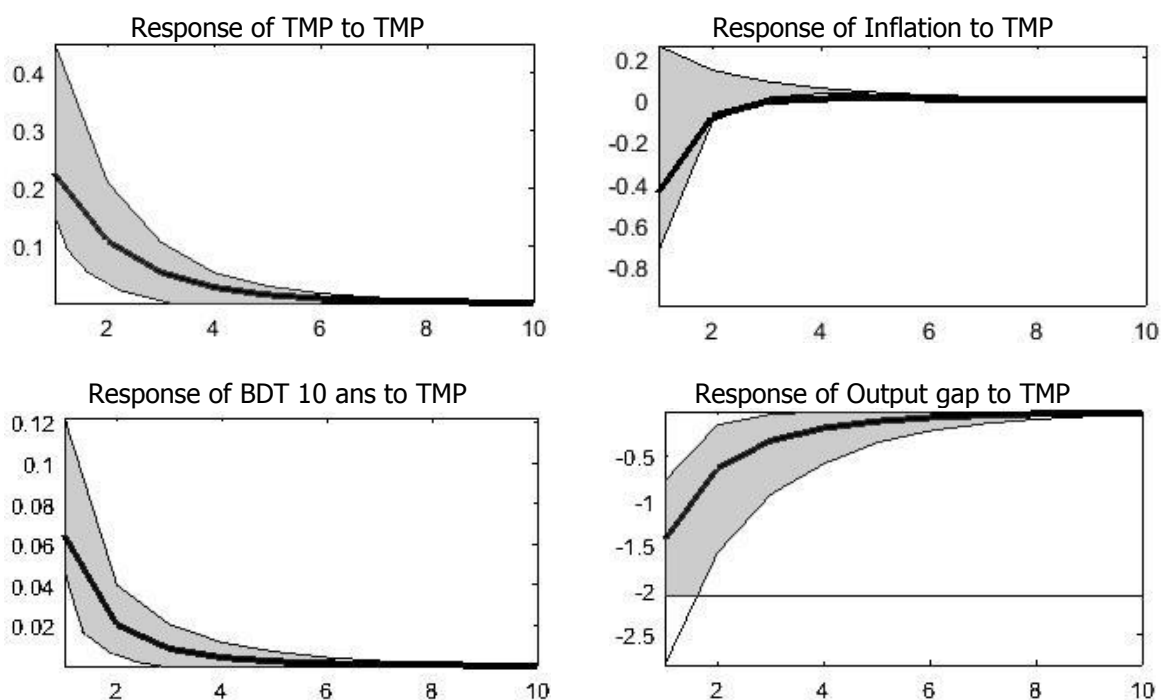 Response of TMP to TMP
0.4
0.3
0.2
0.1
2 4 6 8 10
Response of Inflation to TMP
0.2
0
-0.2
-0.4
-0.6
-0.8
2 4 6 8 10
Response of BDT 10 ans to TMP
0.12
0.1
0.08
0.06
0.04
0.02
2 4 6 8 10
Response of Output gap to TMP
-0.5
-1
-1.5
-2
-2.5
2 4 6 8 10